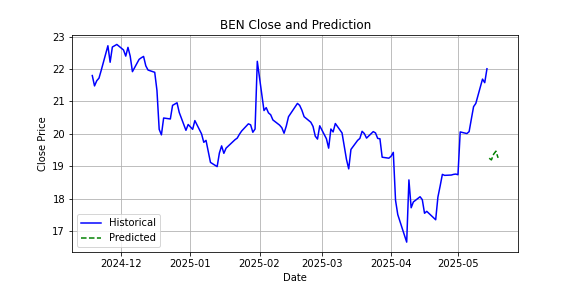 BEN Close and Prediction
Close Price
23
22
21
20
19
18
17
Historical
Predicted
2024-12
2025-01
2025-02
2025-03
2025-04
2025-05
Date